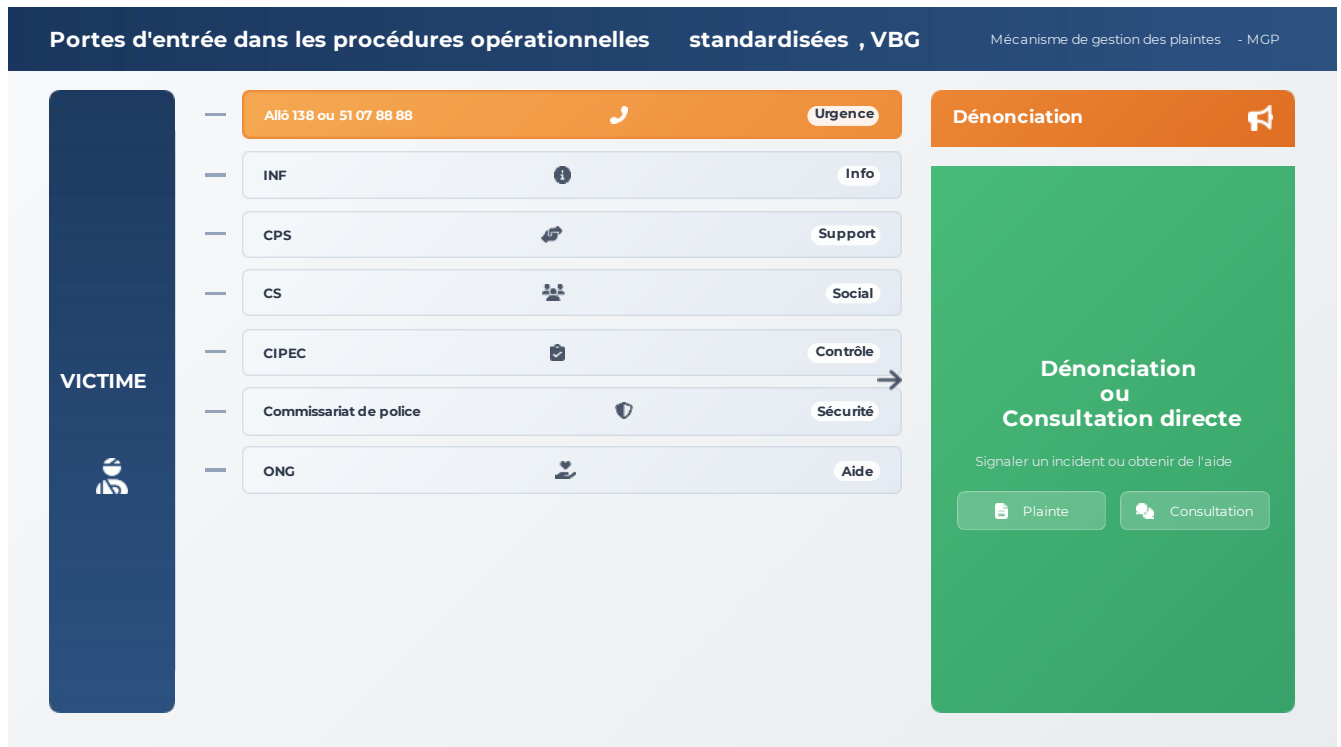 Portes d'entrée dans les procédures opérationnelles standardisées , VBG
Mécanisme de gestion des plaintes - MGP
VICTIME
Allô 138 ou 51 07 88 88
Urgence
INF
Info
CPS
Support
CS
Social
CIPEC
Contrôle
Commissariat de police
Sécurité
ONG
Aide
Dénonciation
Dénonciation
ou
Consultation directe
Signaler un incident ou obtenir de l'aide
Plainte
Consultation